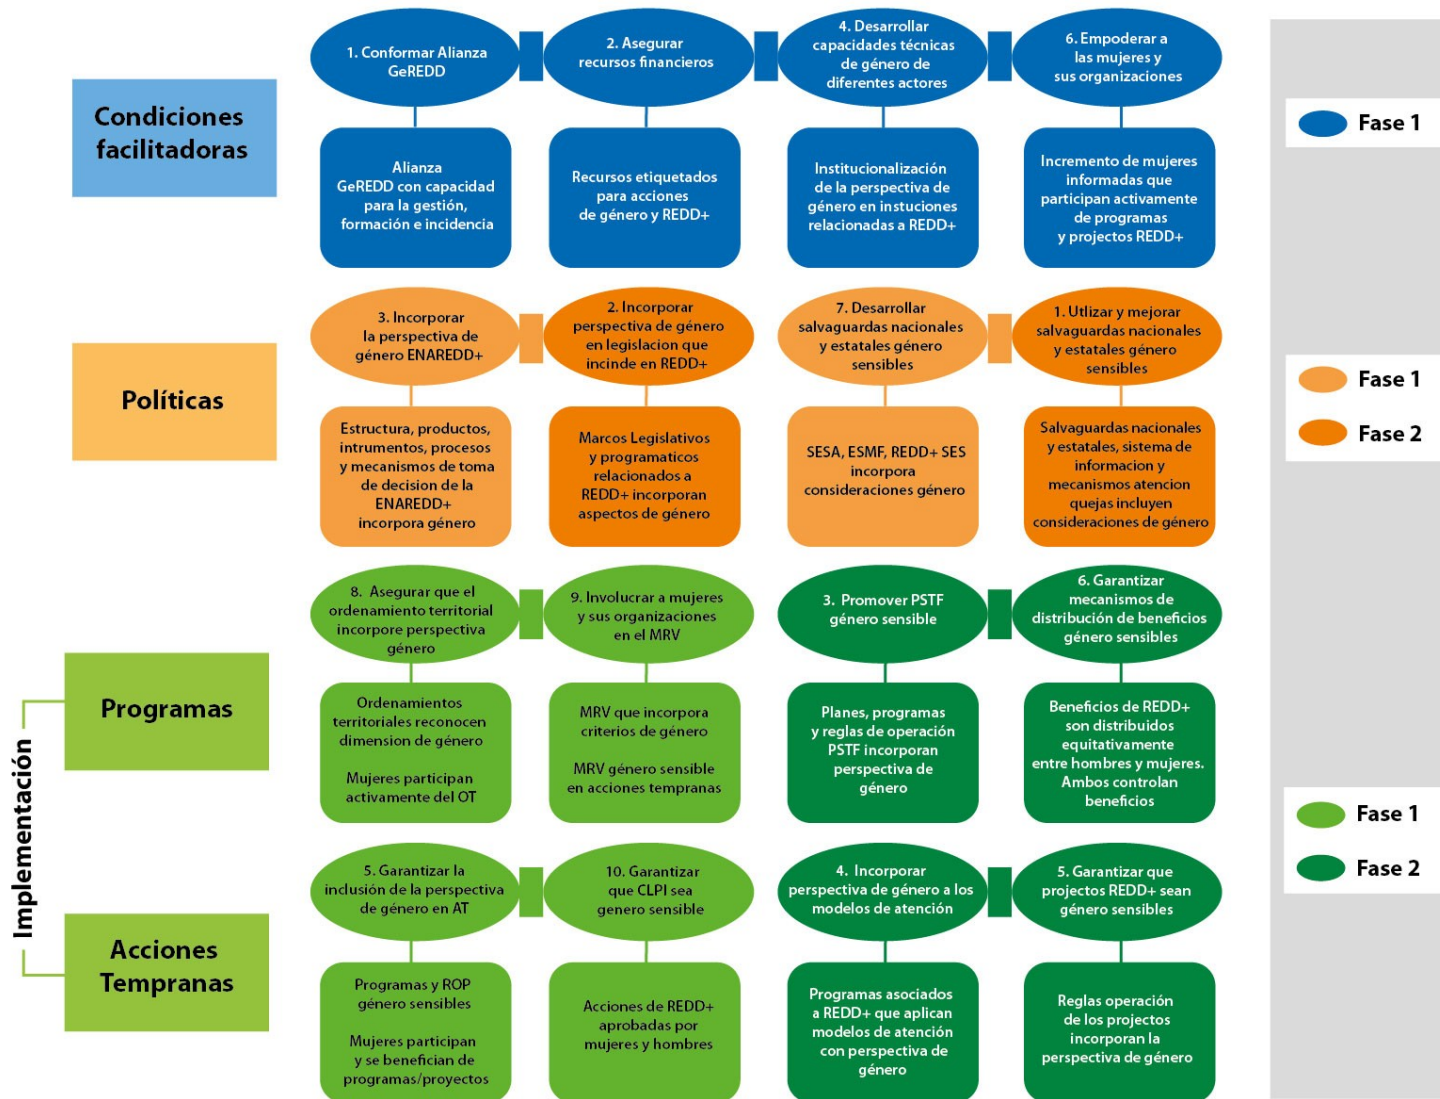 Condiciones
facilitadoras
1. Conformar Alianza
GeREDD
2. Asegurar
recursos financieros
4. Desarrollar
capacidades técnicas
de género de
diferentes actores
6. Empoderar a
las mujeres y
sus organizaciones
Alianza
GeREDD con capacidad
para la gestión,
formación e incidencia
Recursos etiquetados
para acciones
de género y REDD+
Institucionalización
de la perspectiva de
género en instuciones
relacionadas a REDD+
Incremento de mujeres
informadas que
participan activamente
de programas
y projectos REDD+
Fase 1
Políticas
3. Incorporar
la perspectiva de
género ENAREDD+
2. Incorporar
perspectiva de género
en legislacion que
incinde en REDD+
7. Desarrollar
salvaguardas nacionales
y estatales género
sensibles
1. Utlizar y mejorar
salvaguardas nacionales
y estatales género
sensibles
Estructura, productos,
intrumentos, procesos
y mecanismos de toma
de decision de la
ENAREDD+
incorpora género
Marcos Legislativos
y programaticos
relacionados a
REDD+ incorporan
aspectos de género
SESA, ESMF, REDD+ SES
incorpora
consideraciones género
Salvaguardas nacionales
y estatales, sistema de
informacion y
mecanismos atencion
quejas incluyen
consideraciones de género
Fase 1
Fase 2
Implementación
Programas
8. Asegurar que el
ordenamiento territorial
incorpore perspectiva
género
9. Involucrar a mujeres
y sus organizaciones
en el MRV
3. Promover PSTF
género sensible
6. Garantizar
mecanismos de
distribución de beneficios
género sensibles
Ordenamientos
territoriales reconocen
dimension de género
Mujeres participan
activamente del OT
MRV que incorpora
criterios de género
MRV género sensible
en acciones tempranas
Planes, programas
y reglas de operación
PSTF incorporan
perspectiva de
género
Beneficios de REDD+
son distribuidos
equitativamente
entre hombres y mujeres.
Ambos controlan
beneficios
Fase 1
Fase 2
Acciones
Tempranas
5. Garantizar la
inclusión de la perspectiva
de género en AT
10. Garantizar
que CLPI sea
genero sensible
4. Incorporar
perspectiva de género a los
modelos de atención
5. Garantizar que
projectos REDD+ sean
género sensibles
Programas y ROP
género sensibles
Mujeres participan
y se benefician de
programas/proyectos
Acciones de REDD+
aprobadas por
mujeres y hombres
Programas asociados
a REDD+ que aplican
modelos de atención
con perspectiva de
género
Reglas operación
de los projectos
incorporan la
perspectiva de género